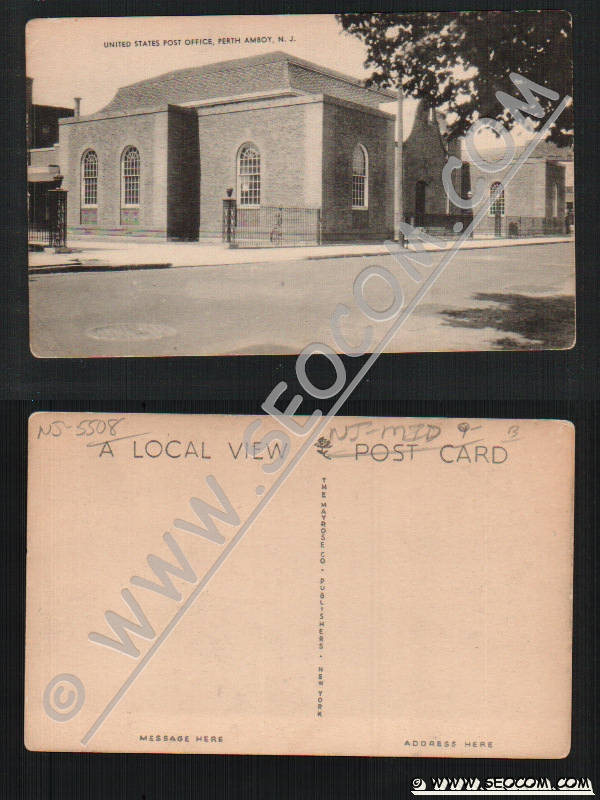 UNITED STATES POST OFFICE, PERTH AMBOY, N. J.
© WWW.SEOCOM.COM
NJ-5508
NJ-MID 9- B
A LOCAL VIEW POST CARD
THE MAYROSE CO. - PUBLISHERS - NEW YORK
MESSAGE HERE
ADDRESS HERE
© WWW.SEOCOM.COM